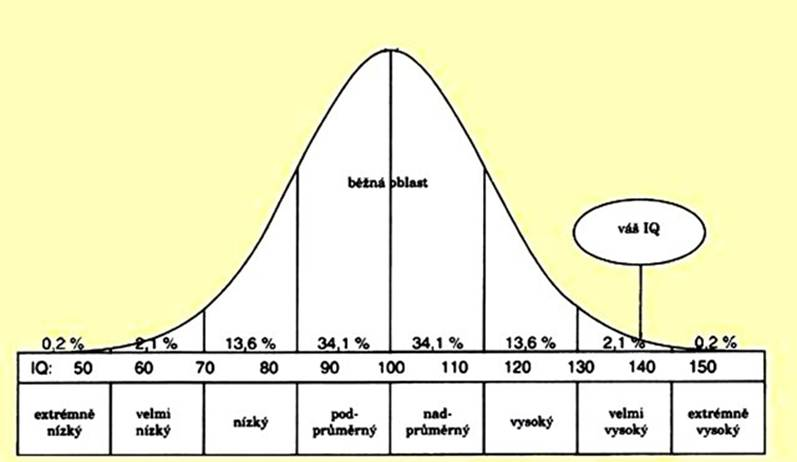 běžná oblast
váš IQ
0,2 % 2,1 % 13,6 % 34,1 % 34,1 % 13,6 % 2,1 % 0,2 %
IQ: 50 60 70 80 90 100 110 120 130 140 150
extrémně nízký
velmi nízký
nízký
pod-průměrný
nad-průměrný
vysoký
velmi vysoký
extrémně vysoký